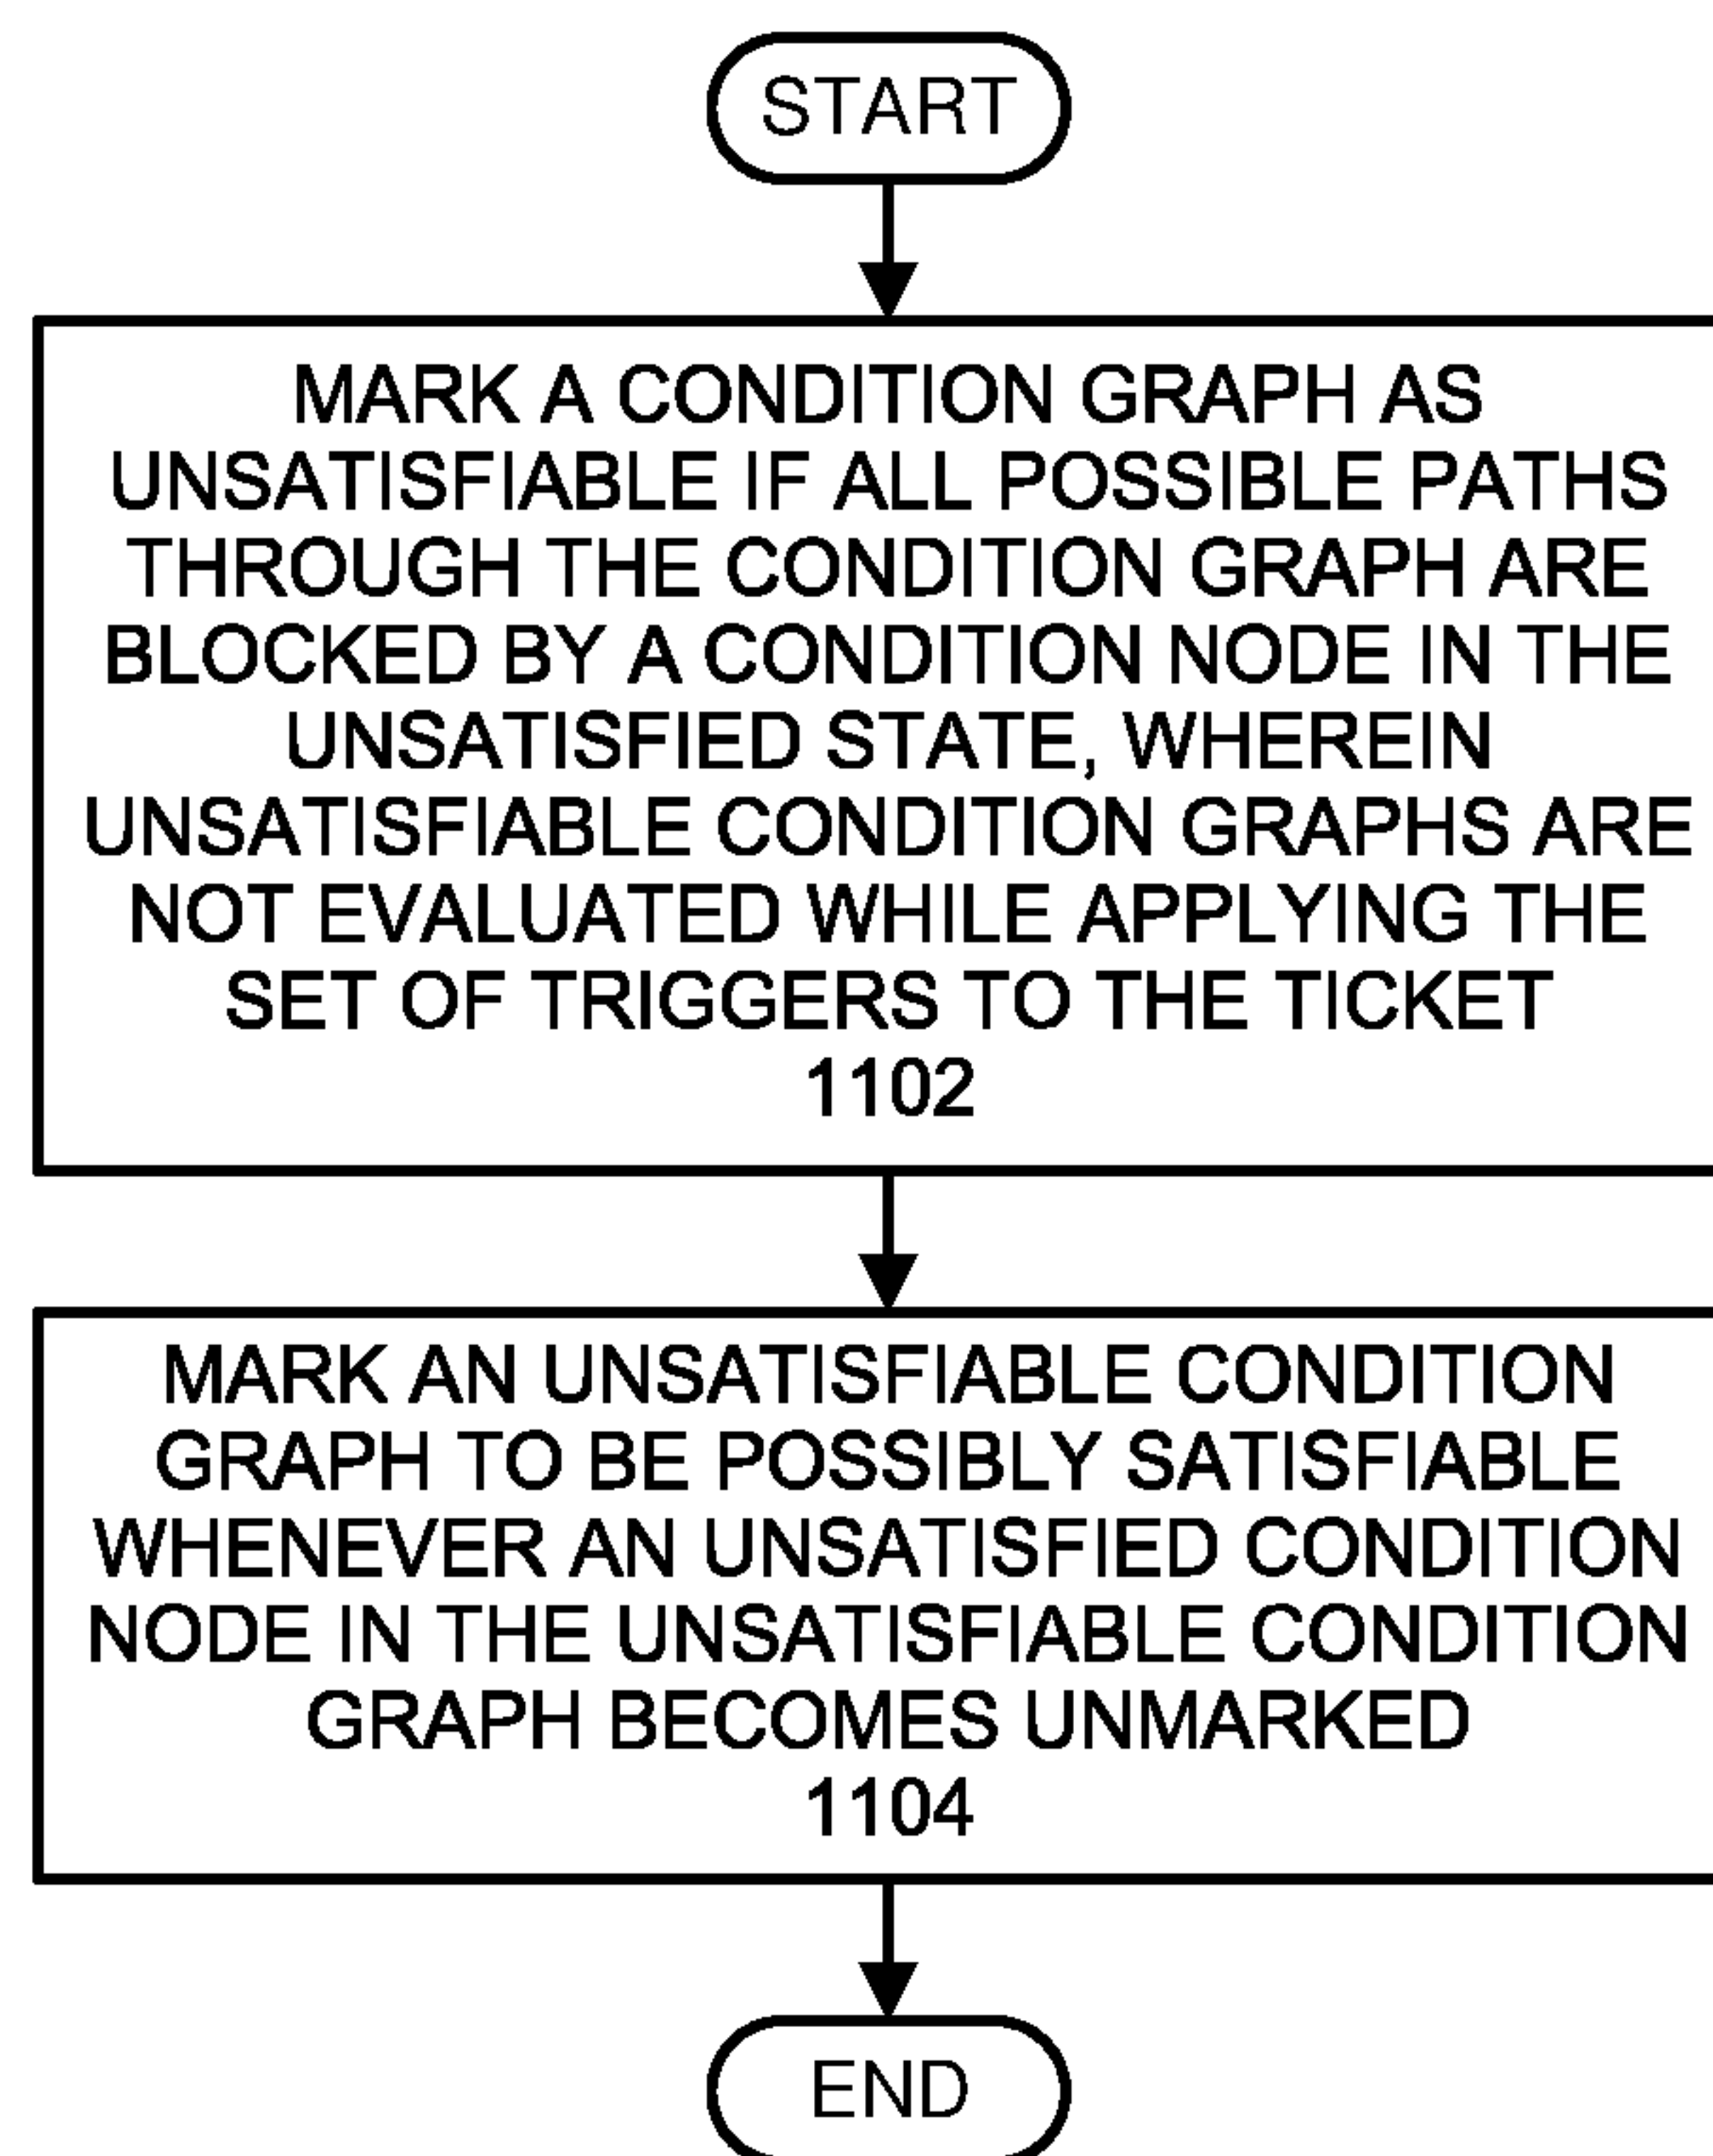 START
MARK A CONDITION GRAPH AS
UNSATISFIABLE IF ALL POSSIBLE PATHS
THROUGH THE CONDITION GRAPH ARE
BLOCKED BY A CONDITION NODE IN THE
UNSATISFIED STATE, WHEREIN
UNSATISFIABLE CONDITION GRAPHS ARE
NOT EVALUATED WHILE APPLYING THE
SET OF TRIGGERS TO THE TICKET
1102
MARK AN UNSATISFIABLE CONDITION
GRAPH TO BE POSSIBLY SATISFIABLE
WHENEVER AN UNSATISFIED CONDITION
NODE IN THE UNSATISFIABLE CONDITION
GRAPH BECOMES UNMARKED
1104
END